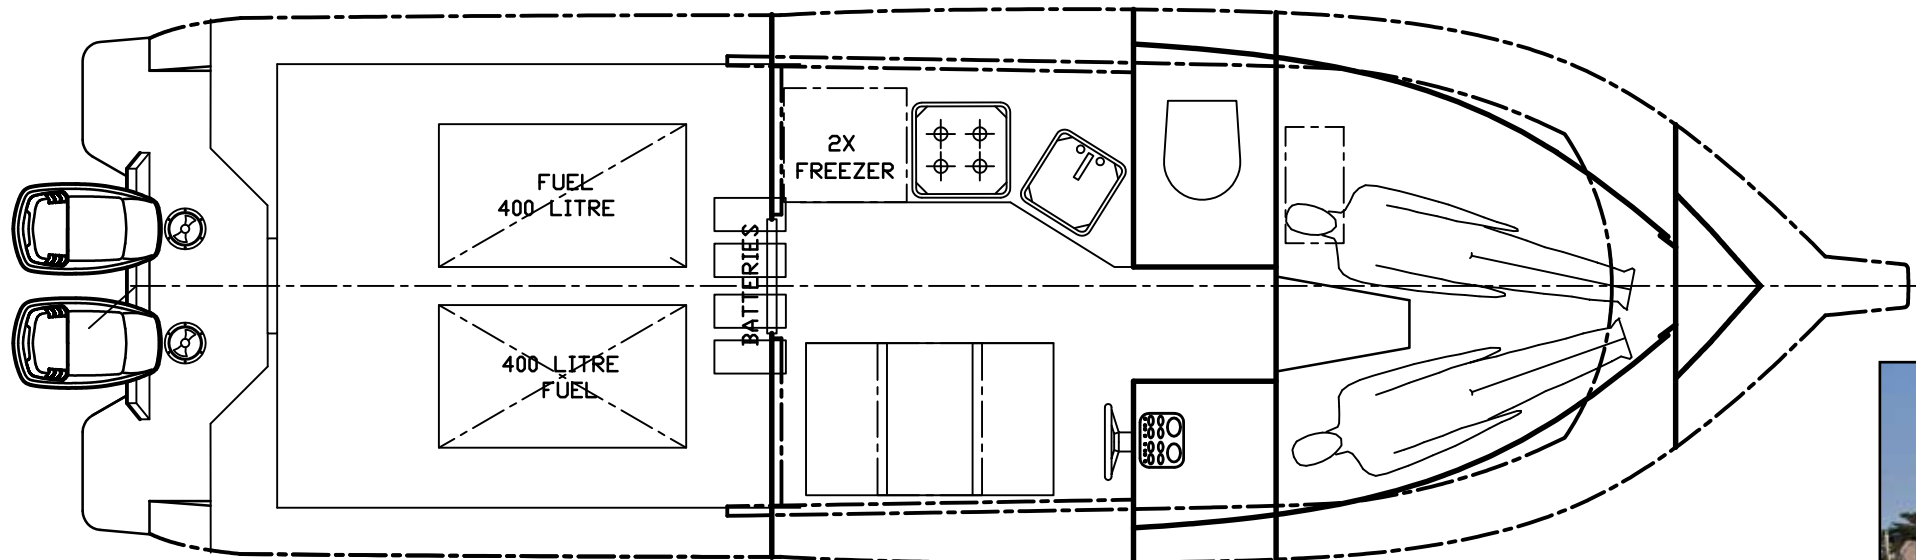 FUEL
400 LITRE
2X
FREEZER
BATTERIES
400 LITRE
FUEL